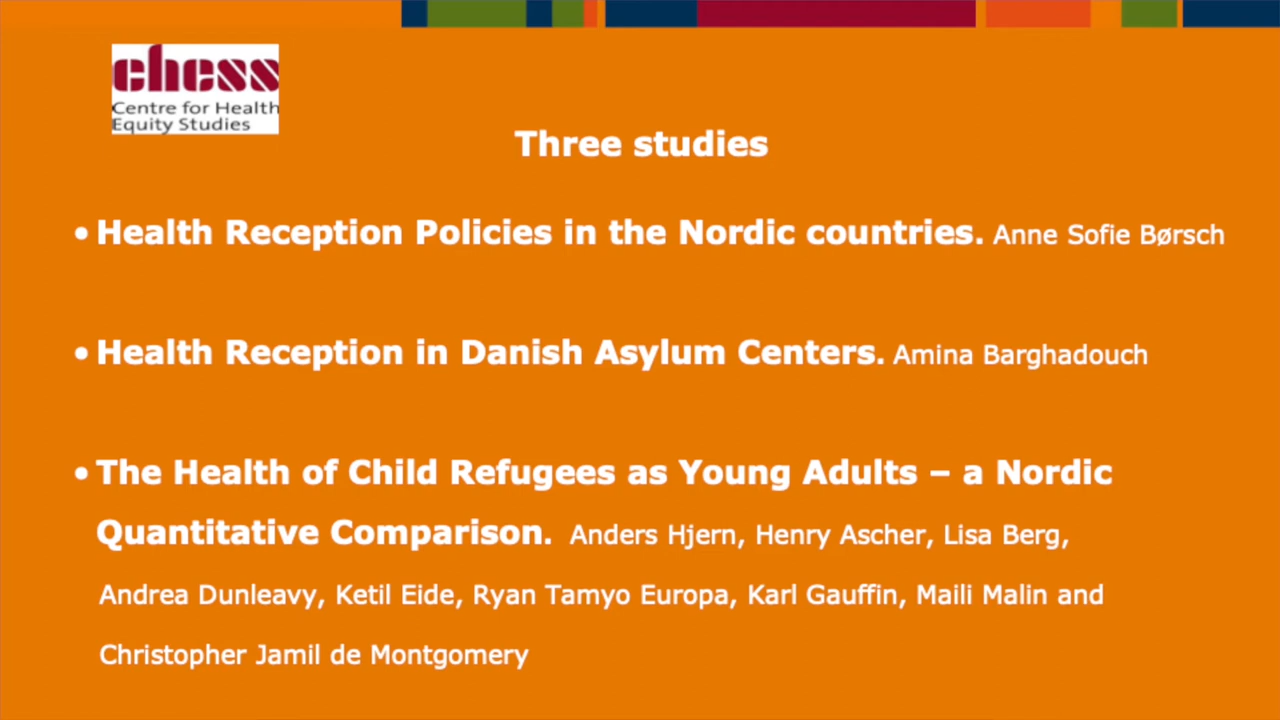 chess
Centre for Health
Equity Studies
Three studies
• Health Reception Policies in the Nordic countries. Anne Sofie Børsch
• Health Reception in Danish Asylum Centers. Amina Barghadouch
• The Health of Child Refugees as Young Adults – a Nordic
Quantitative Comparison. Anders Hjern, Henry Ascher, Lisa Berg,
Andrea Dunleavy, Ketil Eide, Ryan Tamyo Europa, Karl Gauffin, Maili Malin and
Christopher Jamil de Montgomery